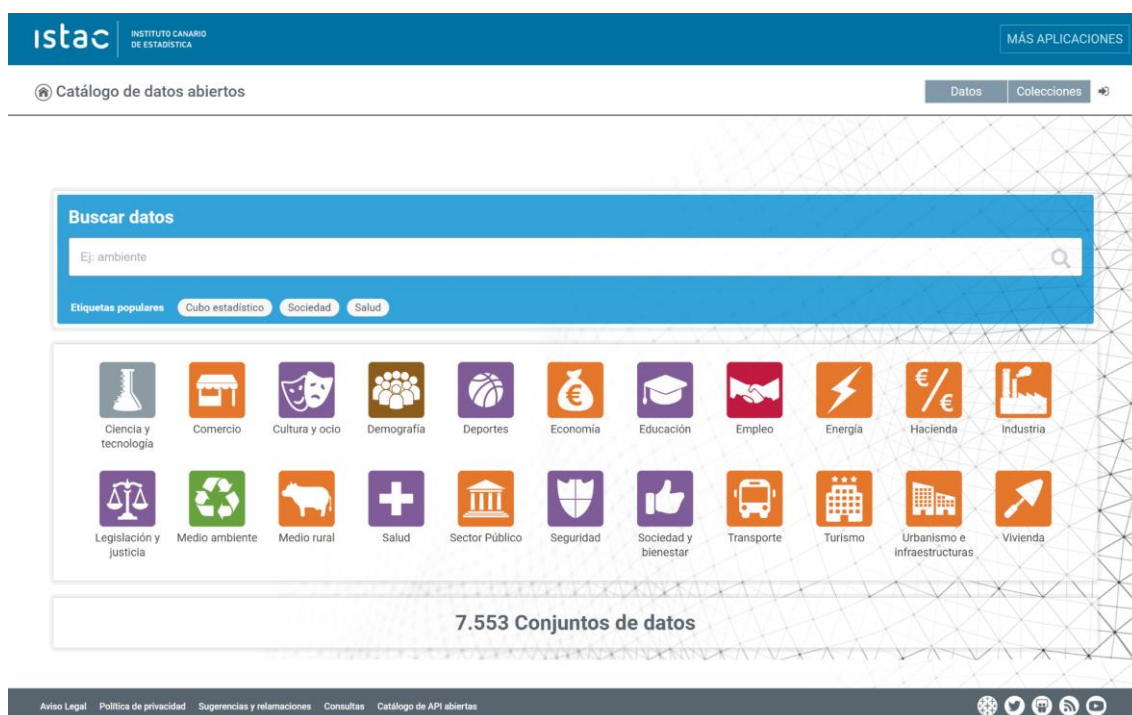 istac
INSTITUTO CANARIO
DE ESTADÍSTICA
MÁS APLICACIONES
Catálogo de datos abiertos
Datos
Colecciones
Buscar datos
Ej: ambiente
Etiquetas populares
Cubo estadístico
Sociedad
Salud
Ciencia y
tecnología
Comercio
Cultura y ocio
Demografía
Deportes
Economía
Educación
Empleo
Energía
Hacienda
Industria
Legislación y
justicia
Medio ambiente
Medio rural
Salud
Sector Público
Seguridad
Sociedad y
bienestar
Transporte
Turismo
Urbanismo e
infraestructuras
Vivienda
7.553 Conjuntos de datos
Aviso Legal
Política de privacidad
Sugerencias y relamaciones
Consultas
Catálogo de API abiertas